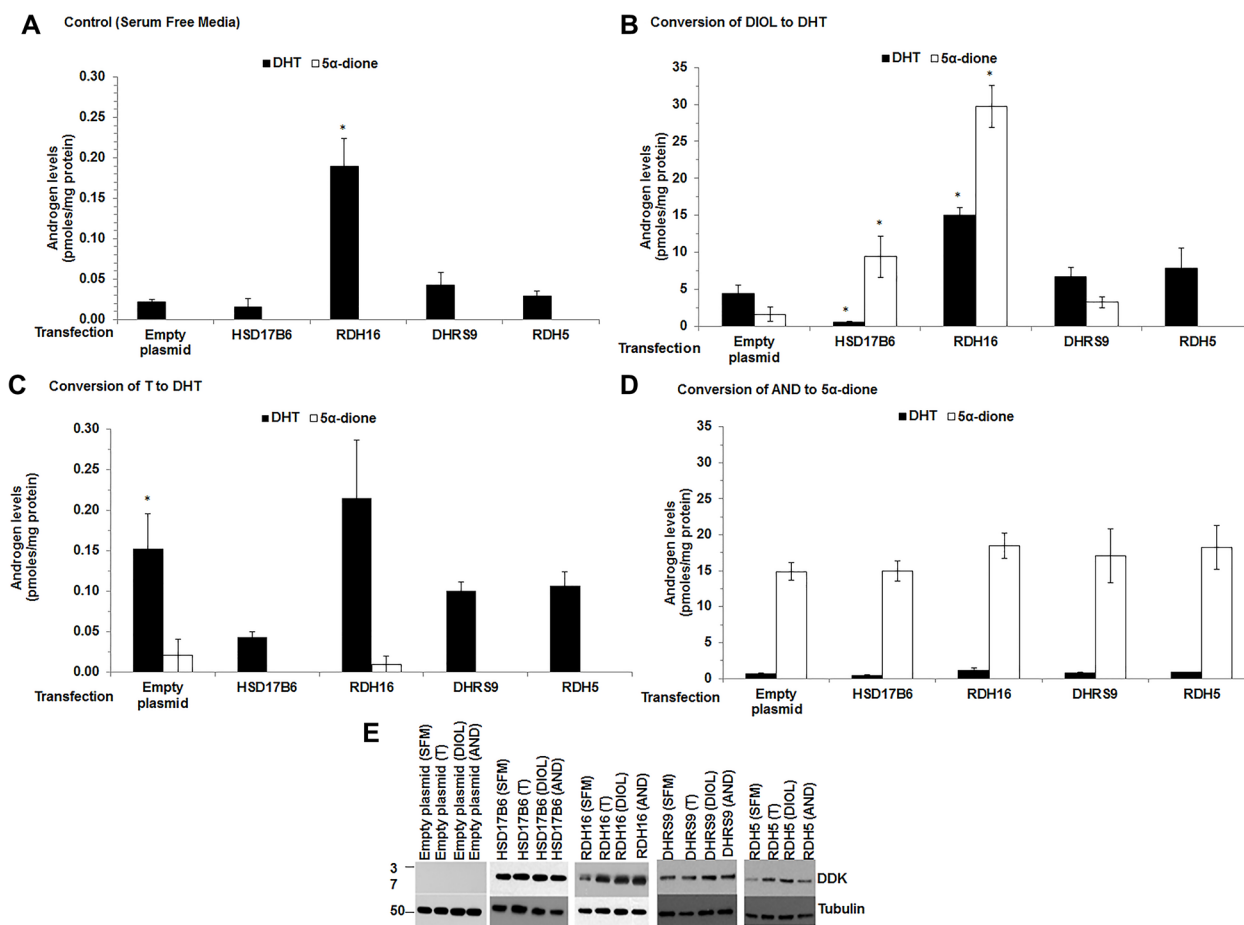 A Control (Serum Free Media)
DHT 5α-dione
Androgen levels
(pmoles/mg protein)
0.30
0.25
0.20
0.15
0.10
0.05
0.00
*
Transfection
Empty plasmid
HSD17B6
RDH16
DHRS9
RDH5
B Conversion of DIOL to DHT
DHT 5α-dione
Androgen levels
(pmoles/mg protein)
35
30
25
20
15
10
5
0
* * * *
Transfection
Empty plasmid
HSD17B6
RDH16
DHRS9
RDH5
C Conversion of T to DHT
DHT 5α-dione
Androgen levels
(pmoles/mg protein)
0.30
0.25
0.20
0.15
0.10
0.05
0.00
*
Transfection
Empty plasmid
HSD17B6
RDH16
DHRS9
RDH5
D Conversion of AND to 5α-dione
DHT 5α-dione
Androgen levels
(pmoles/mg protein)
35
30
25
20
15
10
5
0
Transfection
Empty plasmid
HSD17B6
RDH16
DHRS9
RDH5
E
Empty plasmid (SFM)
Empty plasmid (T)
Empty plasmid (DIOL)
Empty plasmid (AND)
HSD17B6 (SFM)
HSD17B6 (T)
HSD17B6 (DIOL)
HSD17B6 (AND)
RDH16 (SFM)
RDH16 (T)
RDH16 (DIOL)
RDH16 (AND)
DHRS9 (SFM)
DHRS9 (T)
DHRS9 (DIOL)
DHRS9 (AND)
RDH5 (SFM)
RDH5 (T)
RDH5 (DIOL)
RDH5 (AND)
3
7
DDK
50
Tubulin